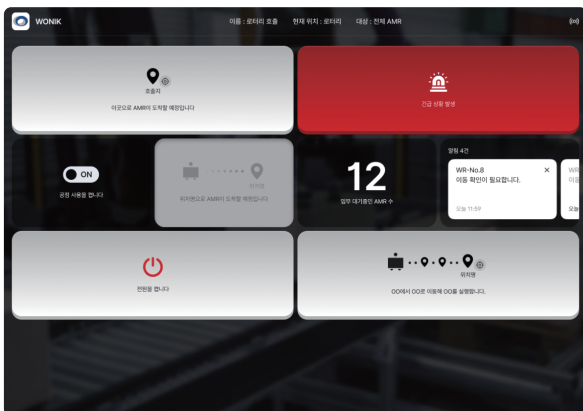 WONIK
이름 : 로터리 호출
현재 위치 : 로터리
대상 : 전체 AMR
호출지
이곳으로 AMR이 도착할 예정입니다
긴급 상황 발생
ON
공정 사용을 켭니다
위치명
위치명으로 AMR이 도착할 예정입니다
12
임무 대기중인 AMR 수
알림 4건
WR-No.8
이동 확인이 필요합니다.
오늘 11:59
WR
이동
오늘
전원을 켭니다
위치명
OO에서 OO로 이동해 OO를 실행합니다.